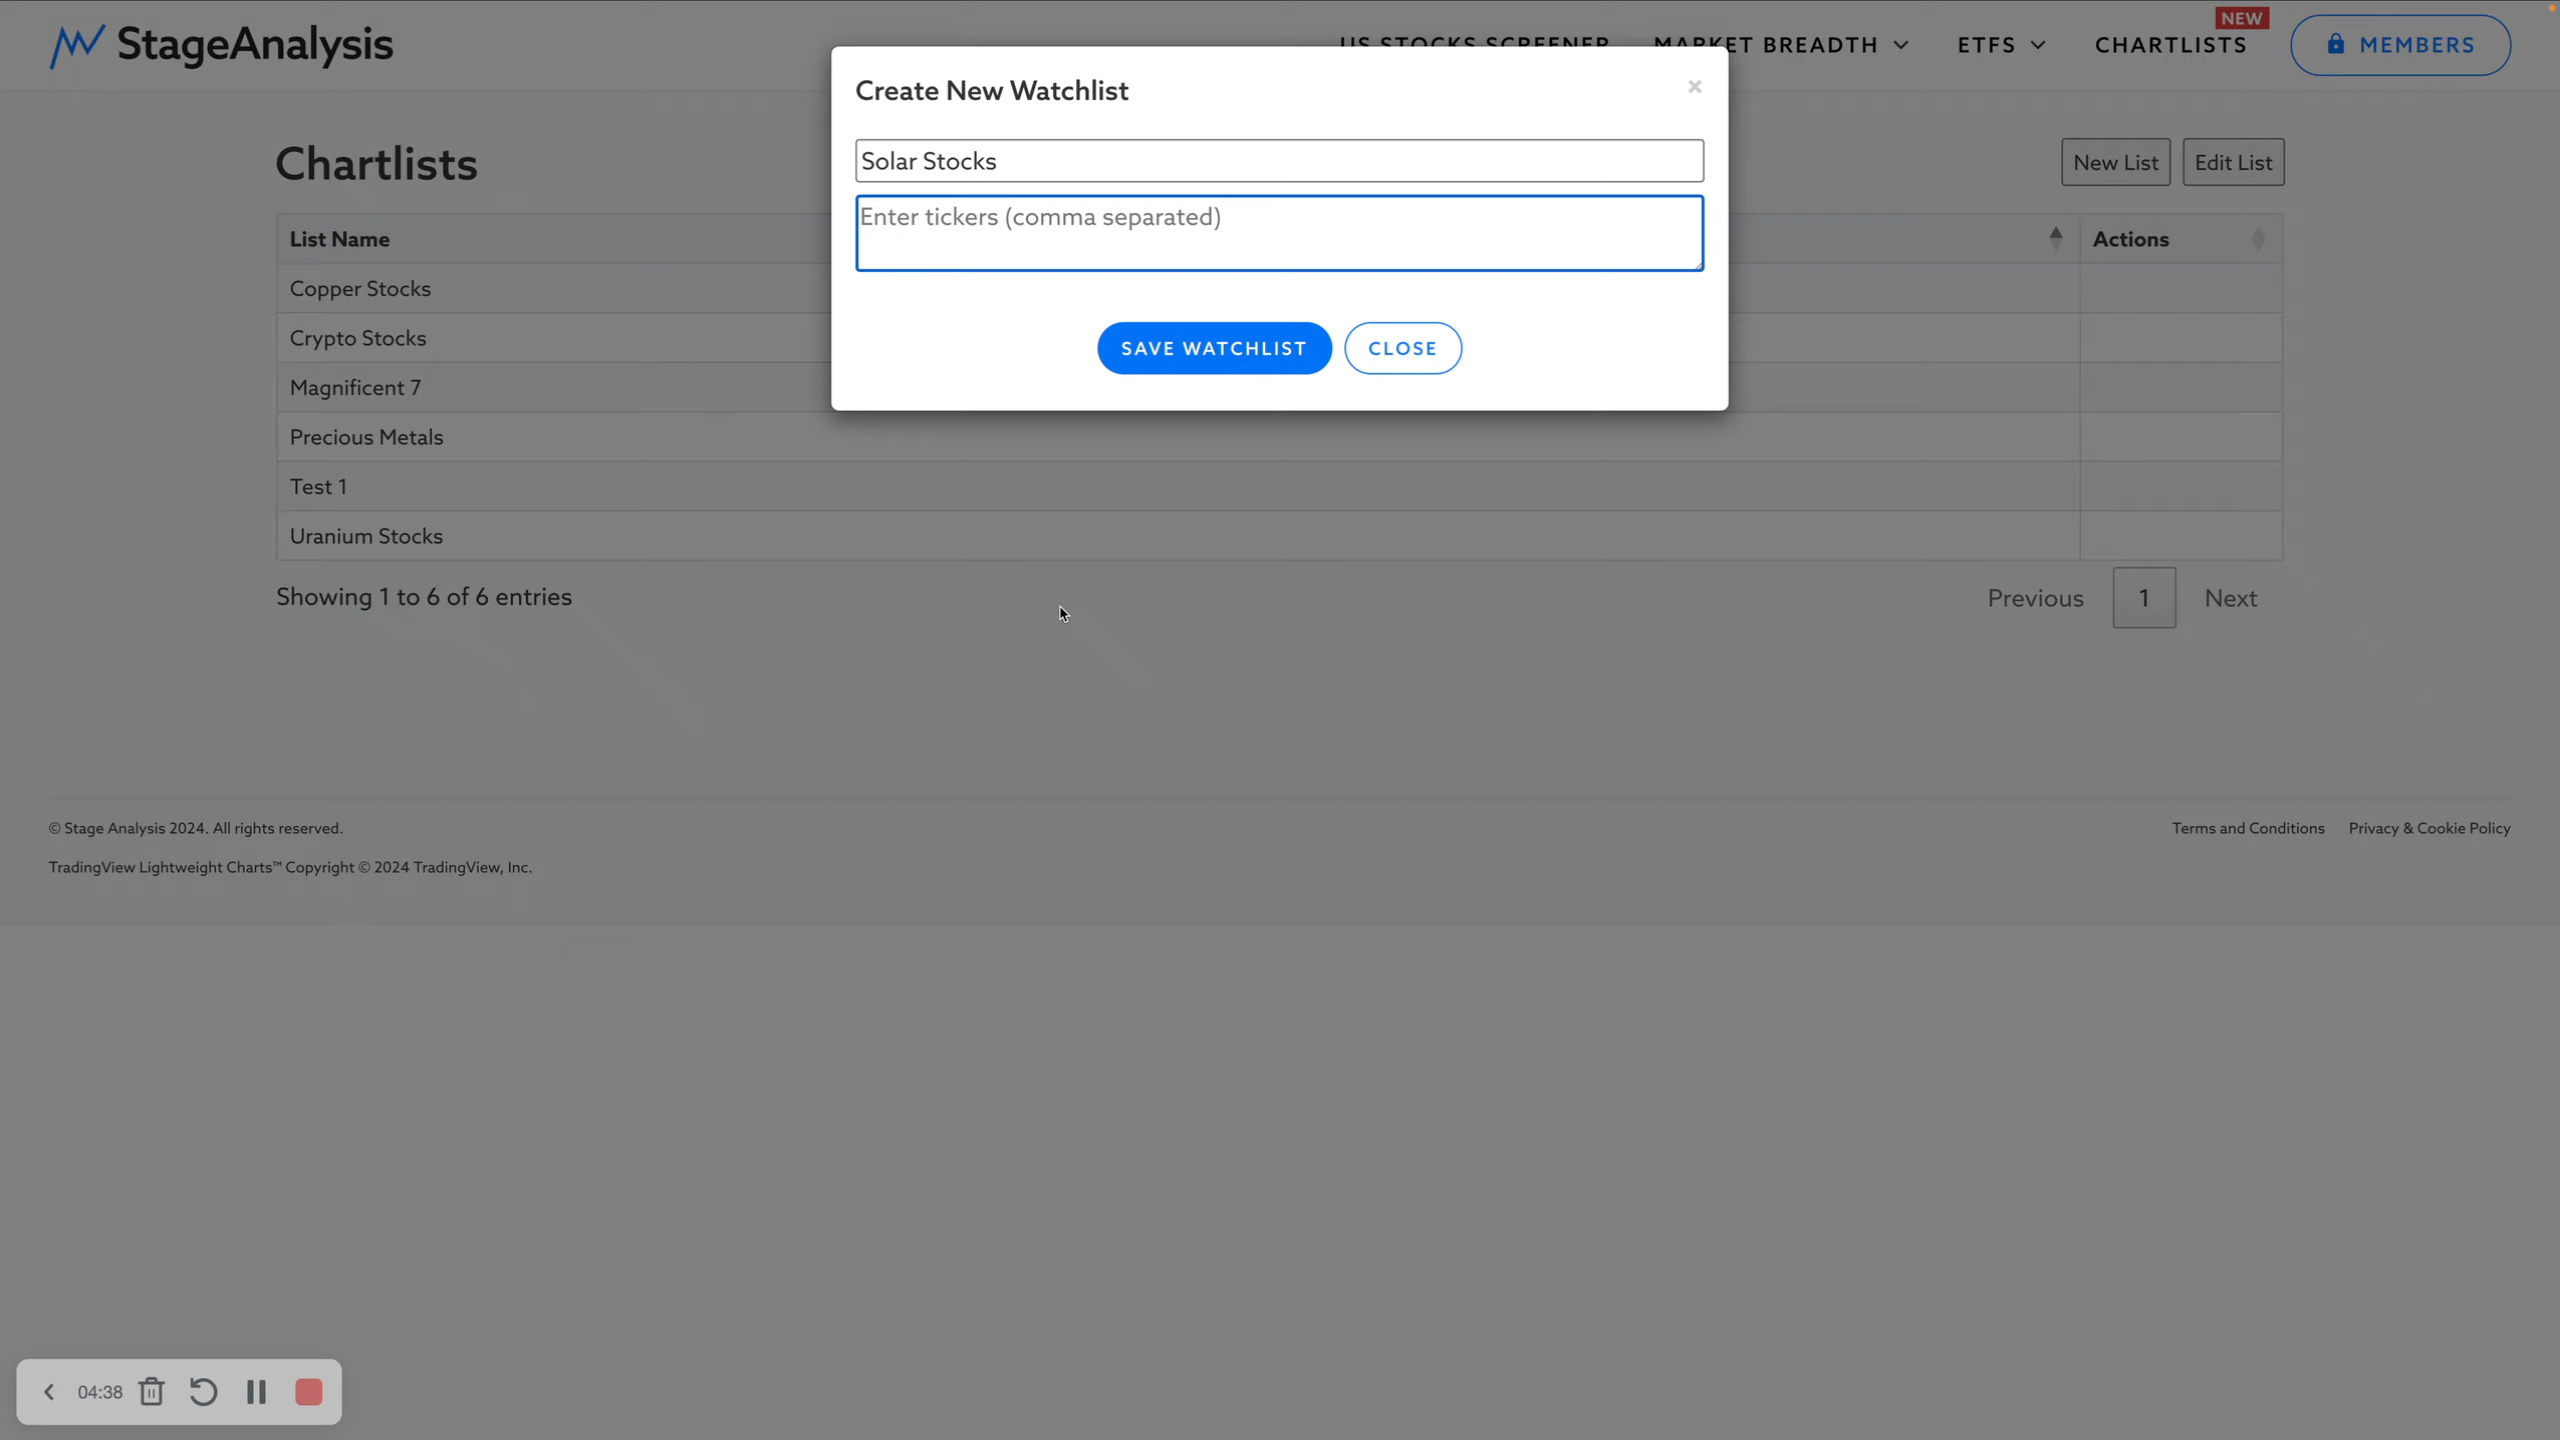 StageAnalysis
US STOCKS SCREENER
MARKET BREADTH
ETFS
CHARTLISTS
NEW
MEMBERS
Create New Watchlist
×
Solar Stocks
Enter tickers (comma separated)
SAVE WATCHLIST
CLOSE
Chartlists
New List
Edit List
List Name
Actions
Copper Stocks
Crypto Stocks
Magnificent 7
Precious Metals
Test 1
Uranium Stocks
Showing 1 to 6 of 6 entries
Previous
1
Next
© Stage Analysis 2024. All rights reserved.
Terms and Conditions
Privacy & Cookie Policy
TradingView Lightweight Charts™ Copyright © 2024 TradingView, Inc.
04:38